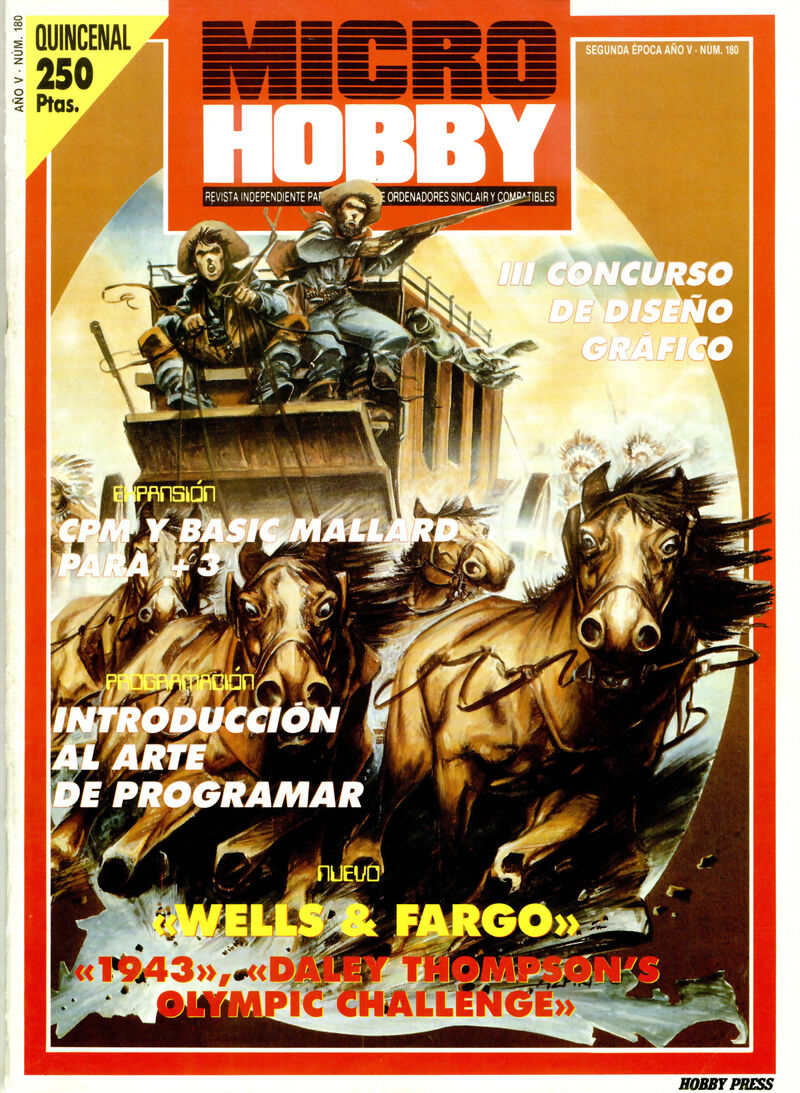 AÑO V - NÚM. 180
QUINCENAL
250
Ptas.
MICRO
HOBBY
SEGUNDA ÉPOCA AÑO V - NÚM. 180
REVISTA INDEPENDIENTE PAR E ORDENADORES SINCLAIR Y COMPATIBLES
III CONCURSO
DE DISEÑO
GRÁFICO
EXPANSIÓN
CPM Y BASIC MALLARD
PARA +3
PROGRAMACIÓN
INTRODUCCIÓN
AL ARTE
DE PROGRAMAR
NUEVO
«WELLS & FARGO»
«1943», «DALEY THOMPSON'S
OLYMPIC CHALLENGE»
HOBBY PRESS